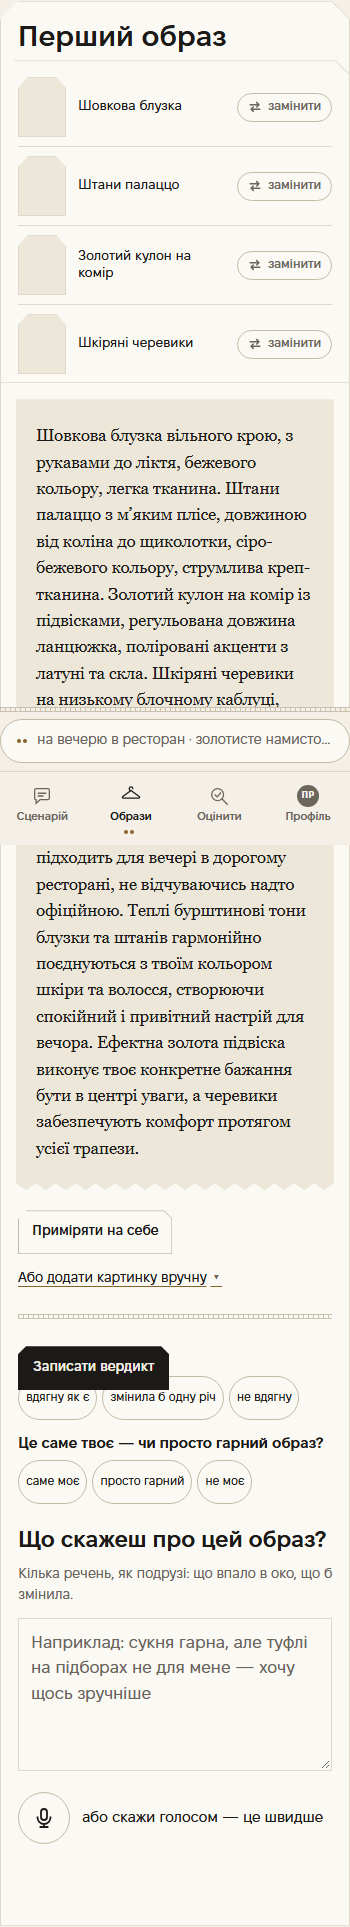 Перший образ
Шовкова блузка
замінити
Штани палаццо
замінити
Золотий кулон на
комір
замінити
Шкіряні черевики
замінити
Шовкова блузка вільного крою, з
рукавами до ліктя, бежевого
кольору, легка тканина. Штани
палаццо з м’яким плісе, довжиною
від коліна до щиколотки, сіро-
бежевого кольору, струмлива креп-
тканина. Золотий кулон на комір із
підвісками, регульована довжина
ланцюжка, поліровані акценти з
латуні та скла. Шкіряні черевики
на низькому блочному каблуці,
на вечерю в ресторан · золотисте намисто...
Сценарій
Образи
Оцінити
ПР
Профіль
підходить для вечері в дорогому
ресторані, не відчуваючись надто
офіційною. Теплі бурштинові тони
блузки та штанів гармонійно
поєднуються з твоїм кольором
шкіри та волосся, створюючи
спокійний і привітний настрій для
вечора. Ефектна золота підвіска
виконує твоє конкретне бажання
бути в центрі уваги, а черевики
забезпечують комфорт протягом
усієї трапези.
Приміряти на себе
Або додати картинку вручну
Записати вердикт
вдягну як є
змінила б одну річ
не вдягну
Це саме твоє — чи просто гарний образ?
саме моє
просто гарний
не моє
Що скажеш про цей образ?
Кілька речень, як подрузі: що впало в око, що б
змінила.
Наприклад: сукня гарна, але туфлі
на підборах не для мене — хочу
щось зручніше
або скажи голосом — це швидше